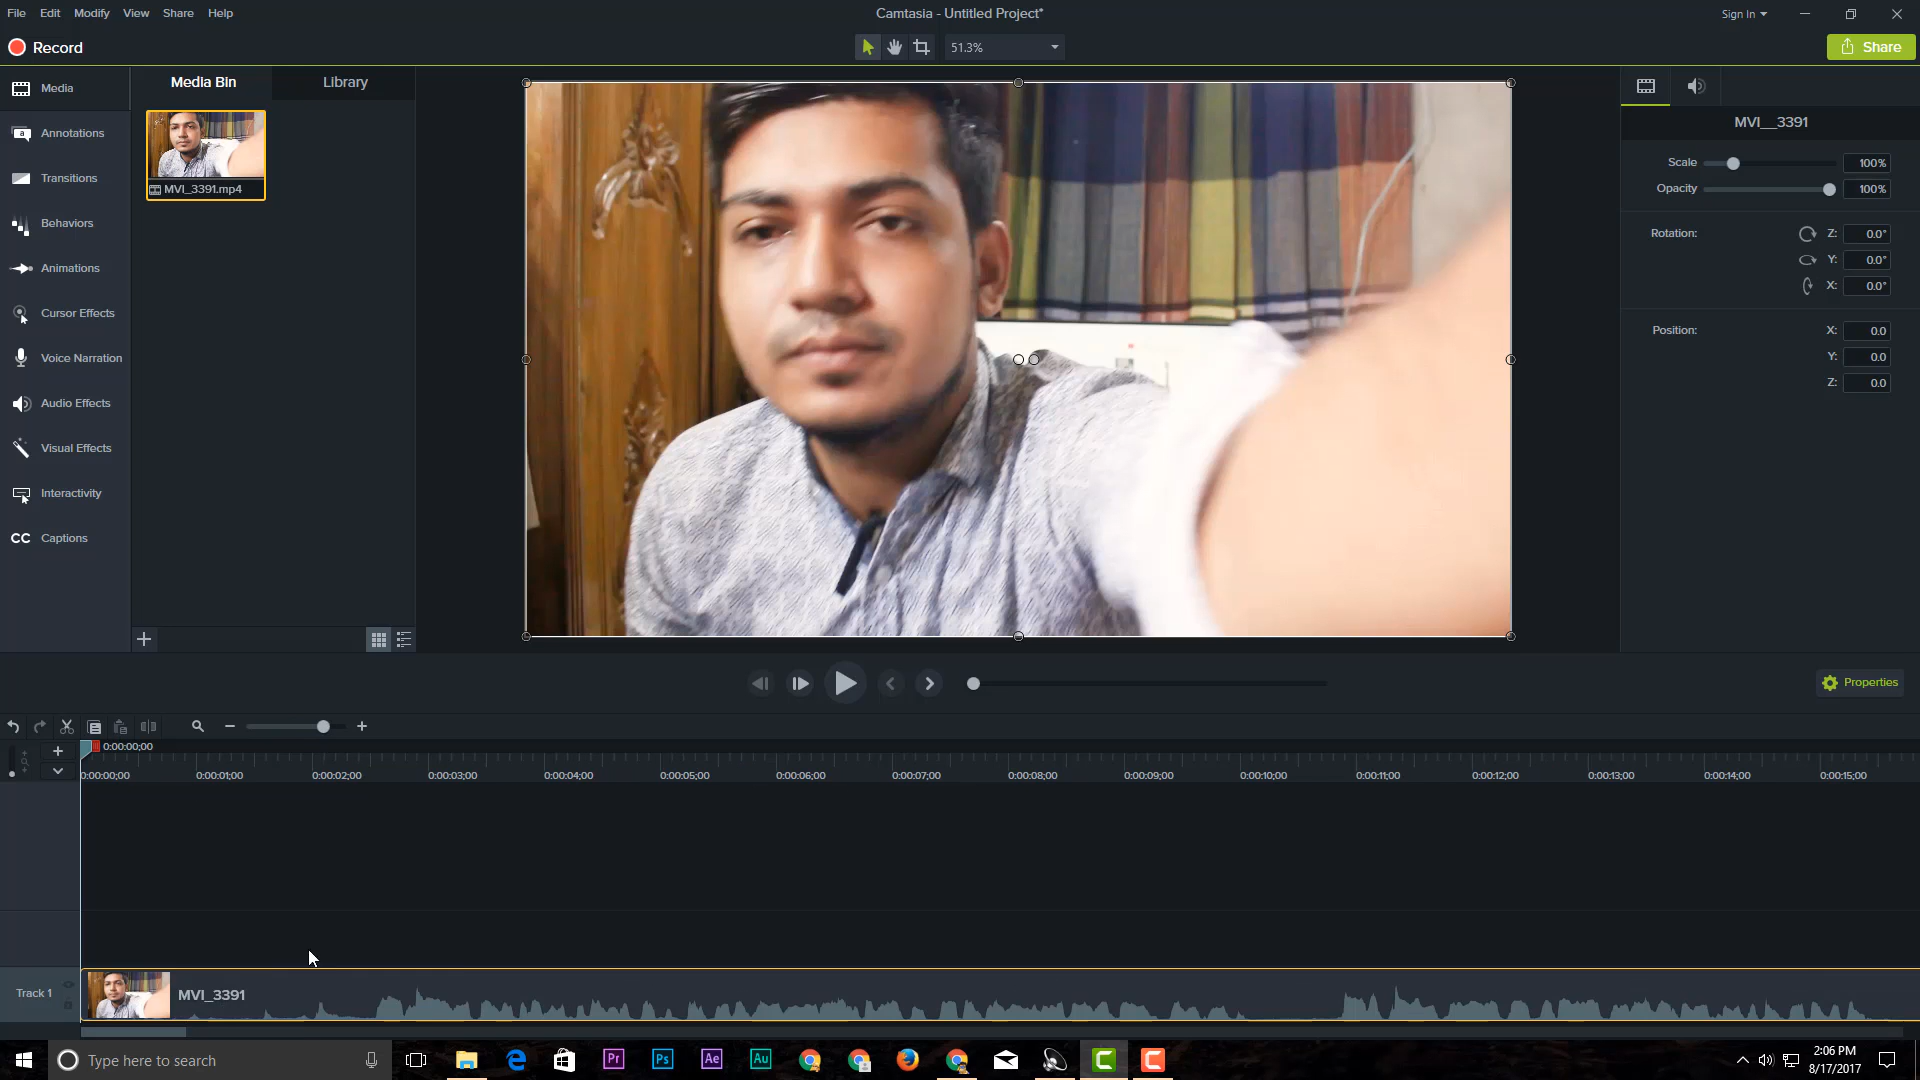 File Edit Modify View Share Help
Camtasia - Untitled Project*
Sign In
Record
51.3%
Share
Media
Media Bin
Library
MVI__3391
Annotations
Transitions
Behaviors
Animations
Cursor Effects
Voice Narration
Audio Effects
Visual Effects
Interactivity
CC Captions
MVI_3391.mp4
Scale 100%
Opacity 100%
Rotation: Z: 0.0°
Y: 0.0°
X: 0.0°
Position: X: 0.0
Y: 0.0
Z: 0.0
Properties
0:00:00;00
0:00:00;00 0:00:01;00 0:00:02;00 0:00:03;00 0:00:04;00 0:00:05;00 0:00:06;00 0:00:07;00 0:00:08;00 0:00:09;00 0:00:10;00 0:00:11;00 0:00:12;00 0:00:13;00 0:00:14;00 0:00:15;00
Track 1
MVI_3391
Type here to search
Pr Ps Ae Au
2:06 PM
8/17/2017